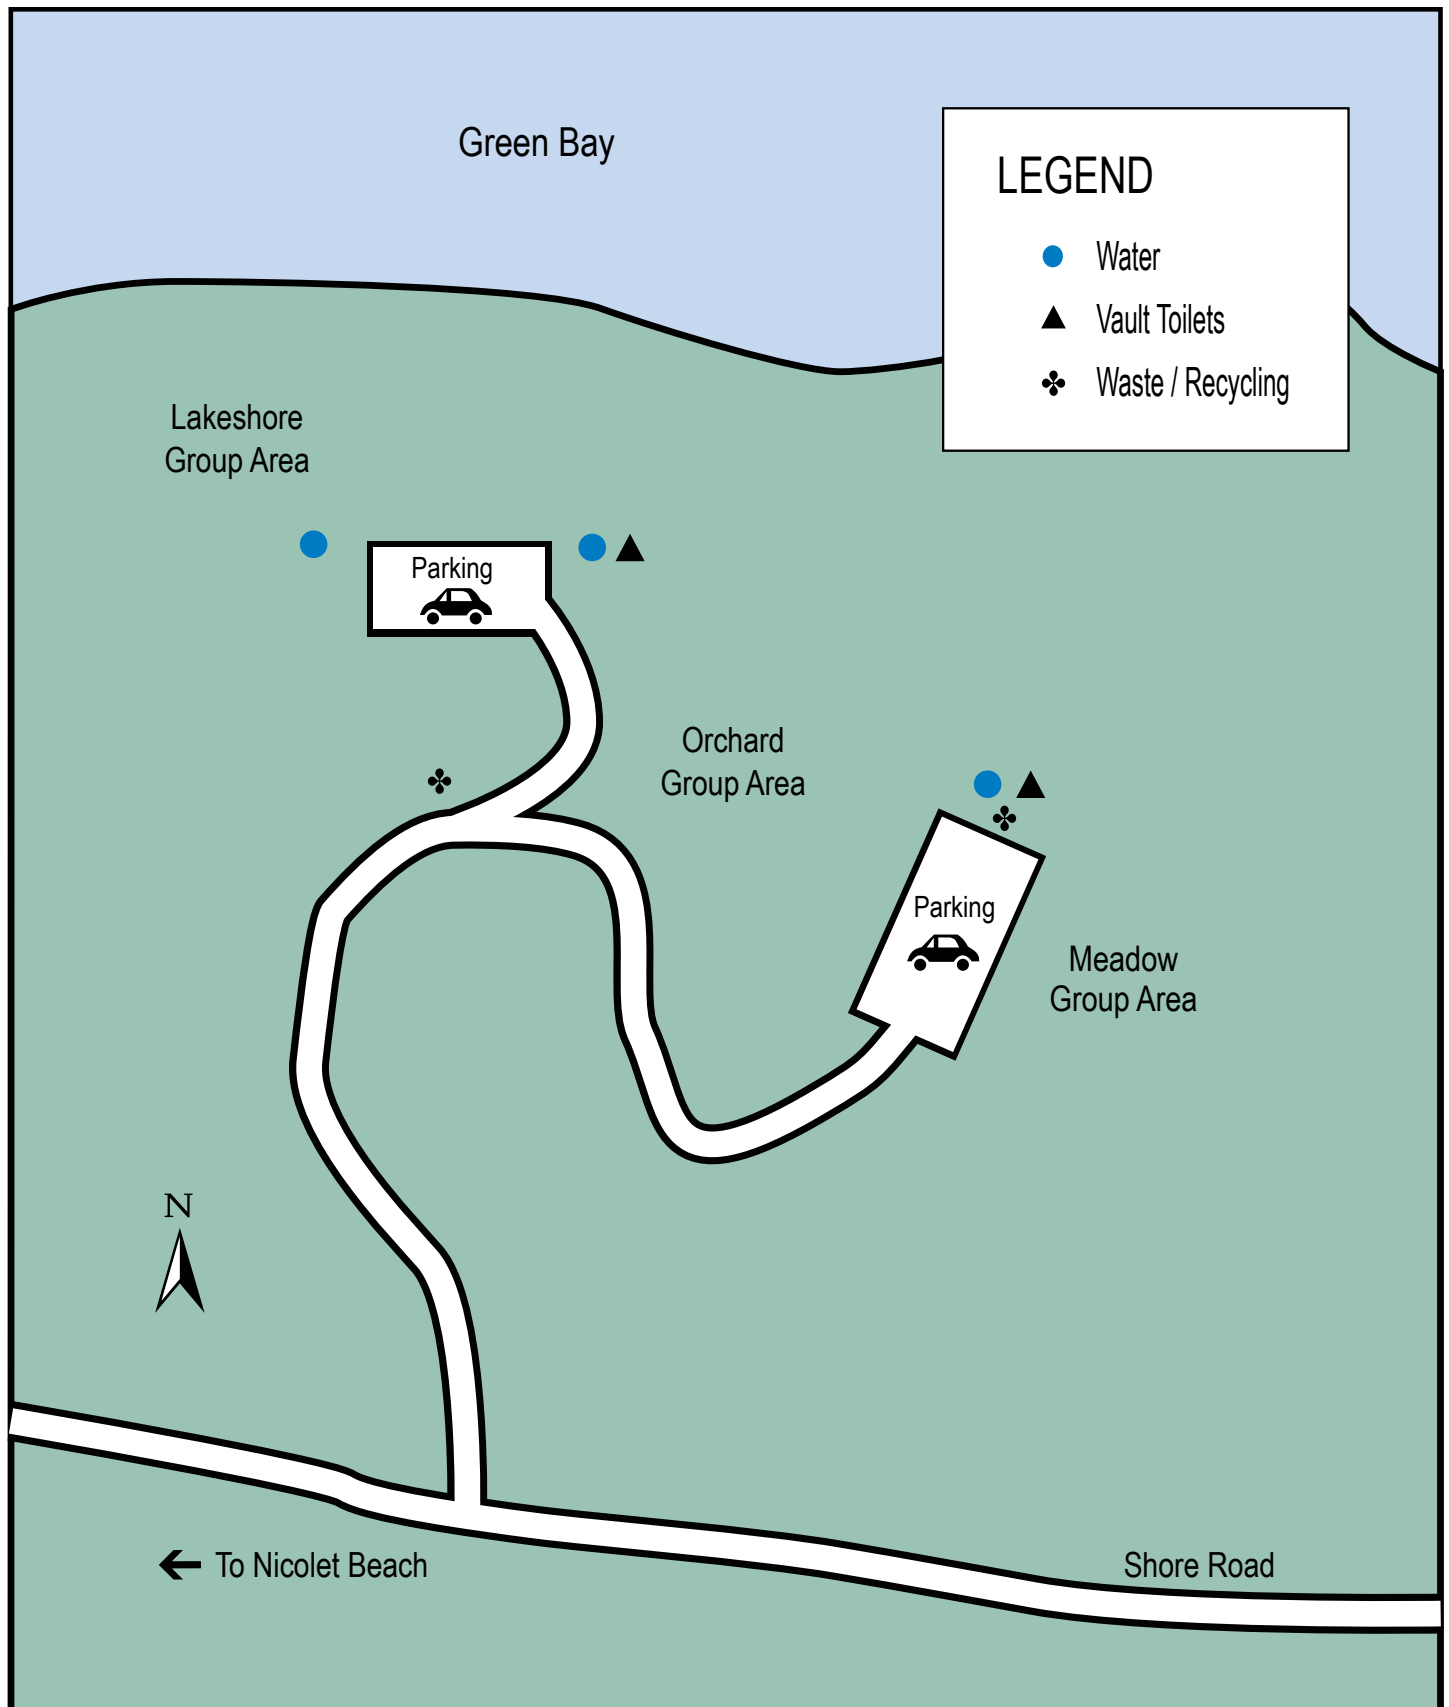 Green Bay
LEGEND
Water
Vault Toilets
Waste / Recycling
Lakeshore
Group Area
Parking
Orchard
Group Area
Parking
Meadow
Group Area
N
To Nicolet Beach
Shore Road